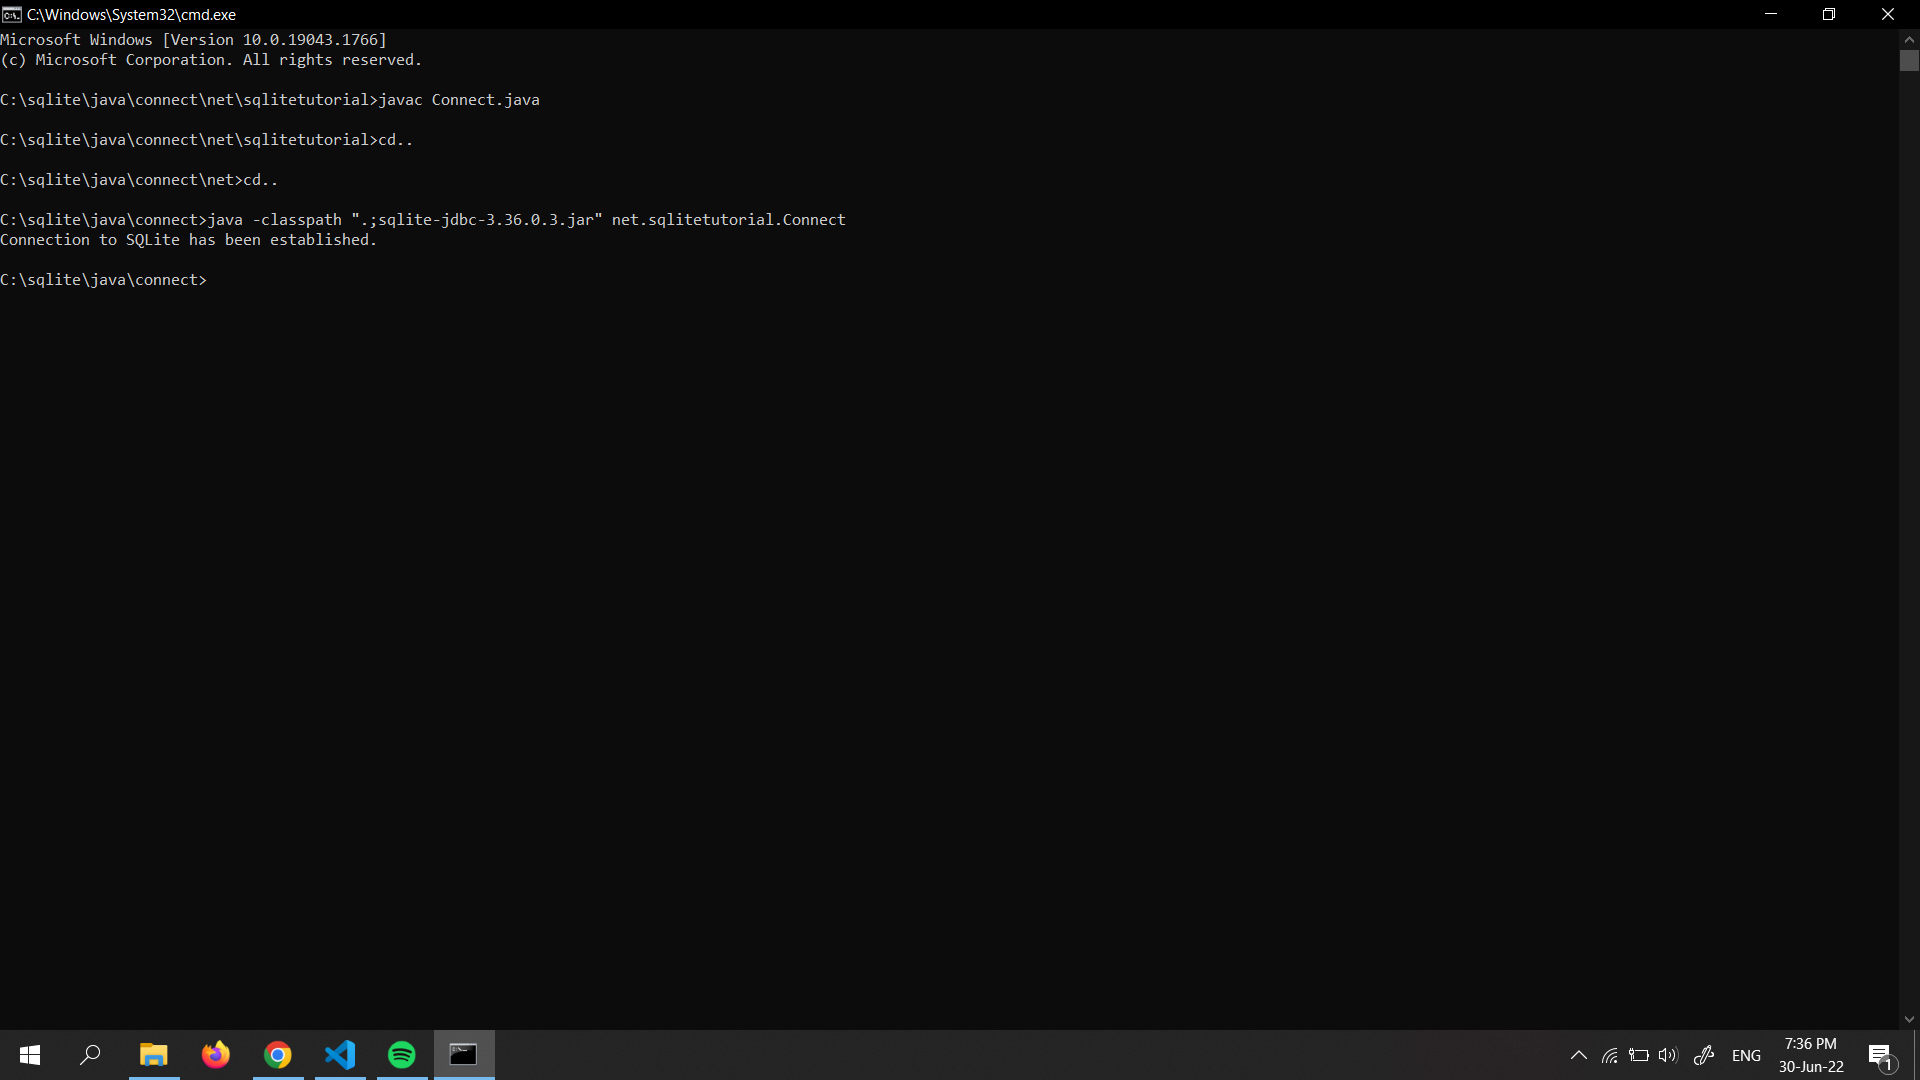 C:\Windows\System32\cmd.exe
Microsoft Windows [Version 10.0.19043.1766]
(c) Microsoft Corporation. All rights reserved.
C:\sqlite\java\connect\net\sqlitetutorial>javac Connect.java
C:\sqlite\java\connect\net\sqlitetutorial>cd..
C:\sqlite\java\connect\net>cd..
C:\sqlite\java\connect>java -classpath ".;sqlite-jdbc-3.36.0.3.jar" net.sqlitetutorial.Connect
Connection to SQLite has been established.
C:\sqlite\java\connect>
ENG
7:36 PM
30-Jun-22
1